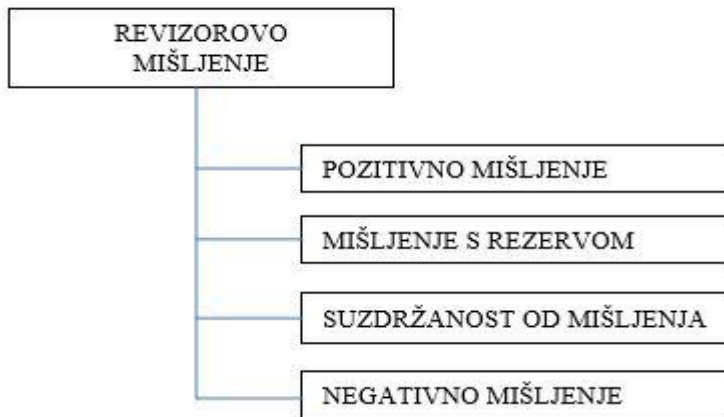 REVIZOROVO
MIŠLJENJE
POZITIVNO MIŠLJENJE
MIŠLJENJE S REZERVOM
SUZDRŽANOST OD MIŠLJENJA
NEGATIVNO MIŠLJENJE